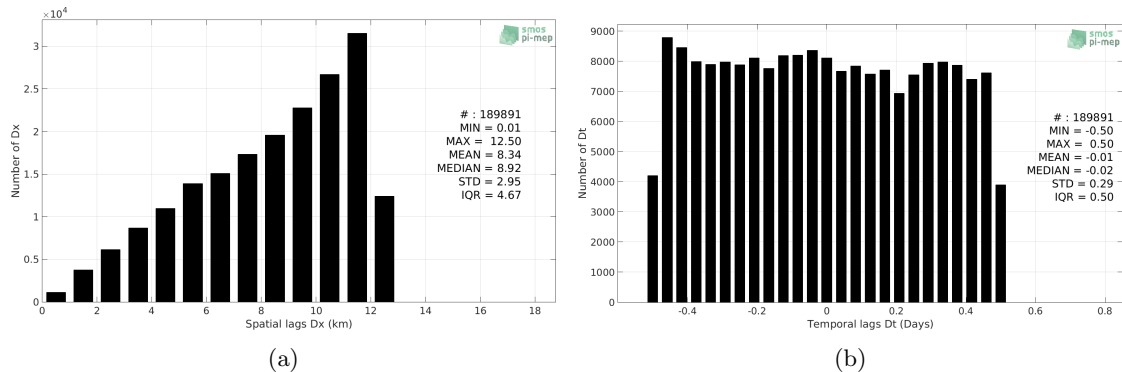 ×10⁴
3
2.5
2
1.5
1
0.5
0
Number of Dx
0 2 4 6 8 10 12 14 16 18
Spatial lags Dx (km)
smos
pi-mep
# : 189891
MIN = 0.01
MAX = 12.50
MEAN = 8.34
MEDIAN = 8.92
STD = 2.95
IQR = 4.67
(a)
9000
8000
7000
6000
5000
4000
3000
2000
1000
0
Number of Dt
-0.4 -0.2 0 0.2 0.4 0.6 0.8
Temporal lags Dt (Days)
smos
pi-mep
# : 189891
MIN = -0.50
MAX = 0.50
MEAN = -0.01
MEDIAN = -0.02
STD = 0.29
IQR = 0.50
(b)